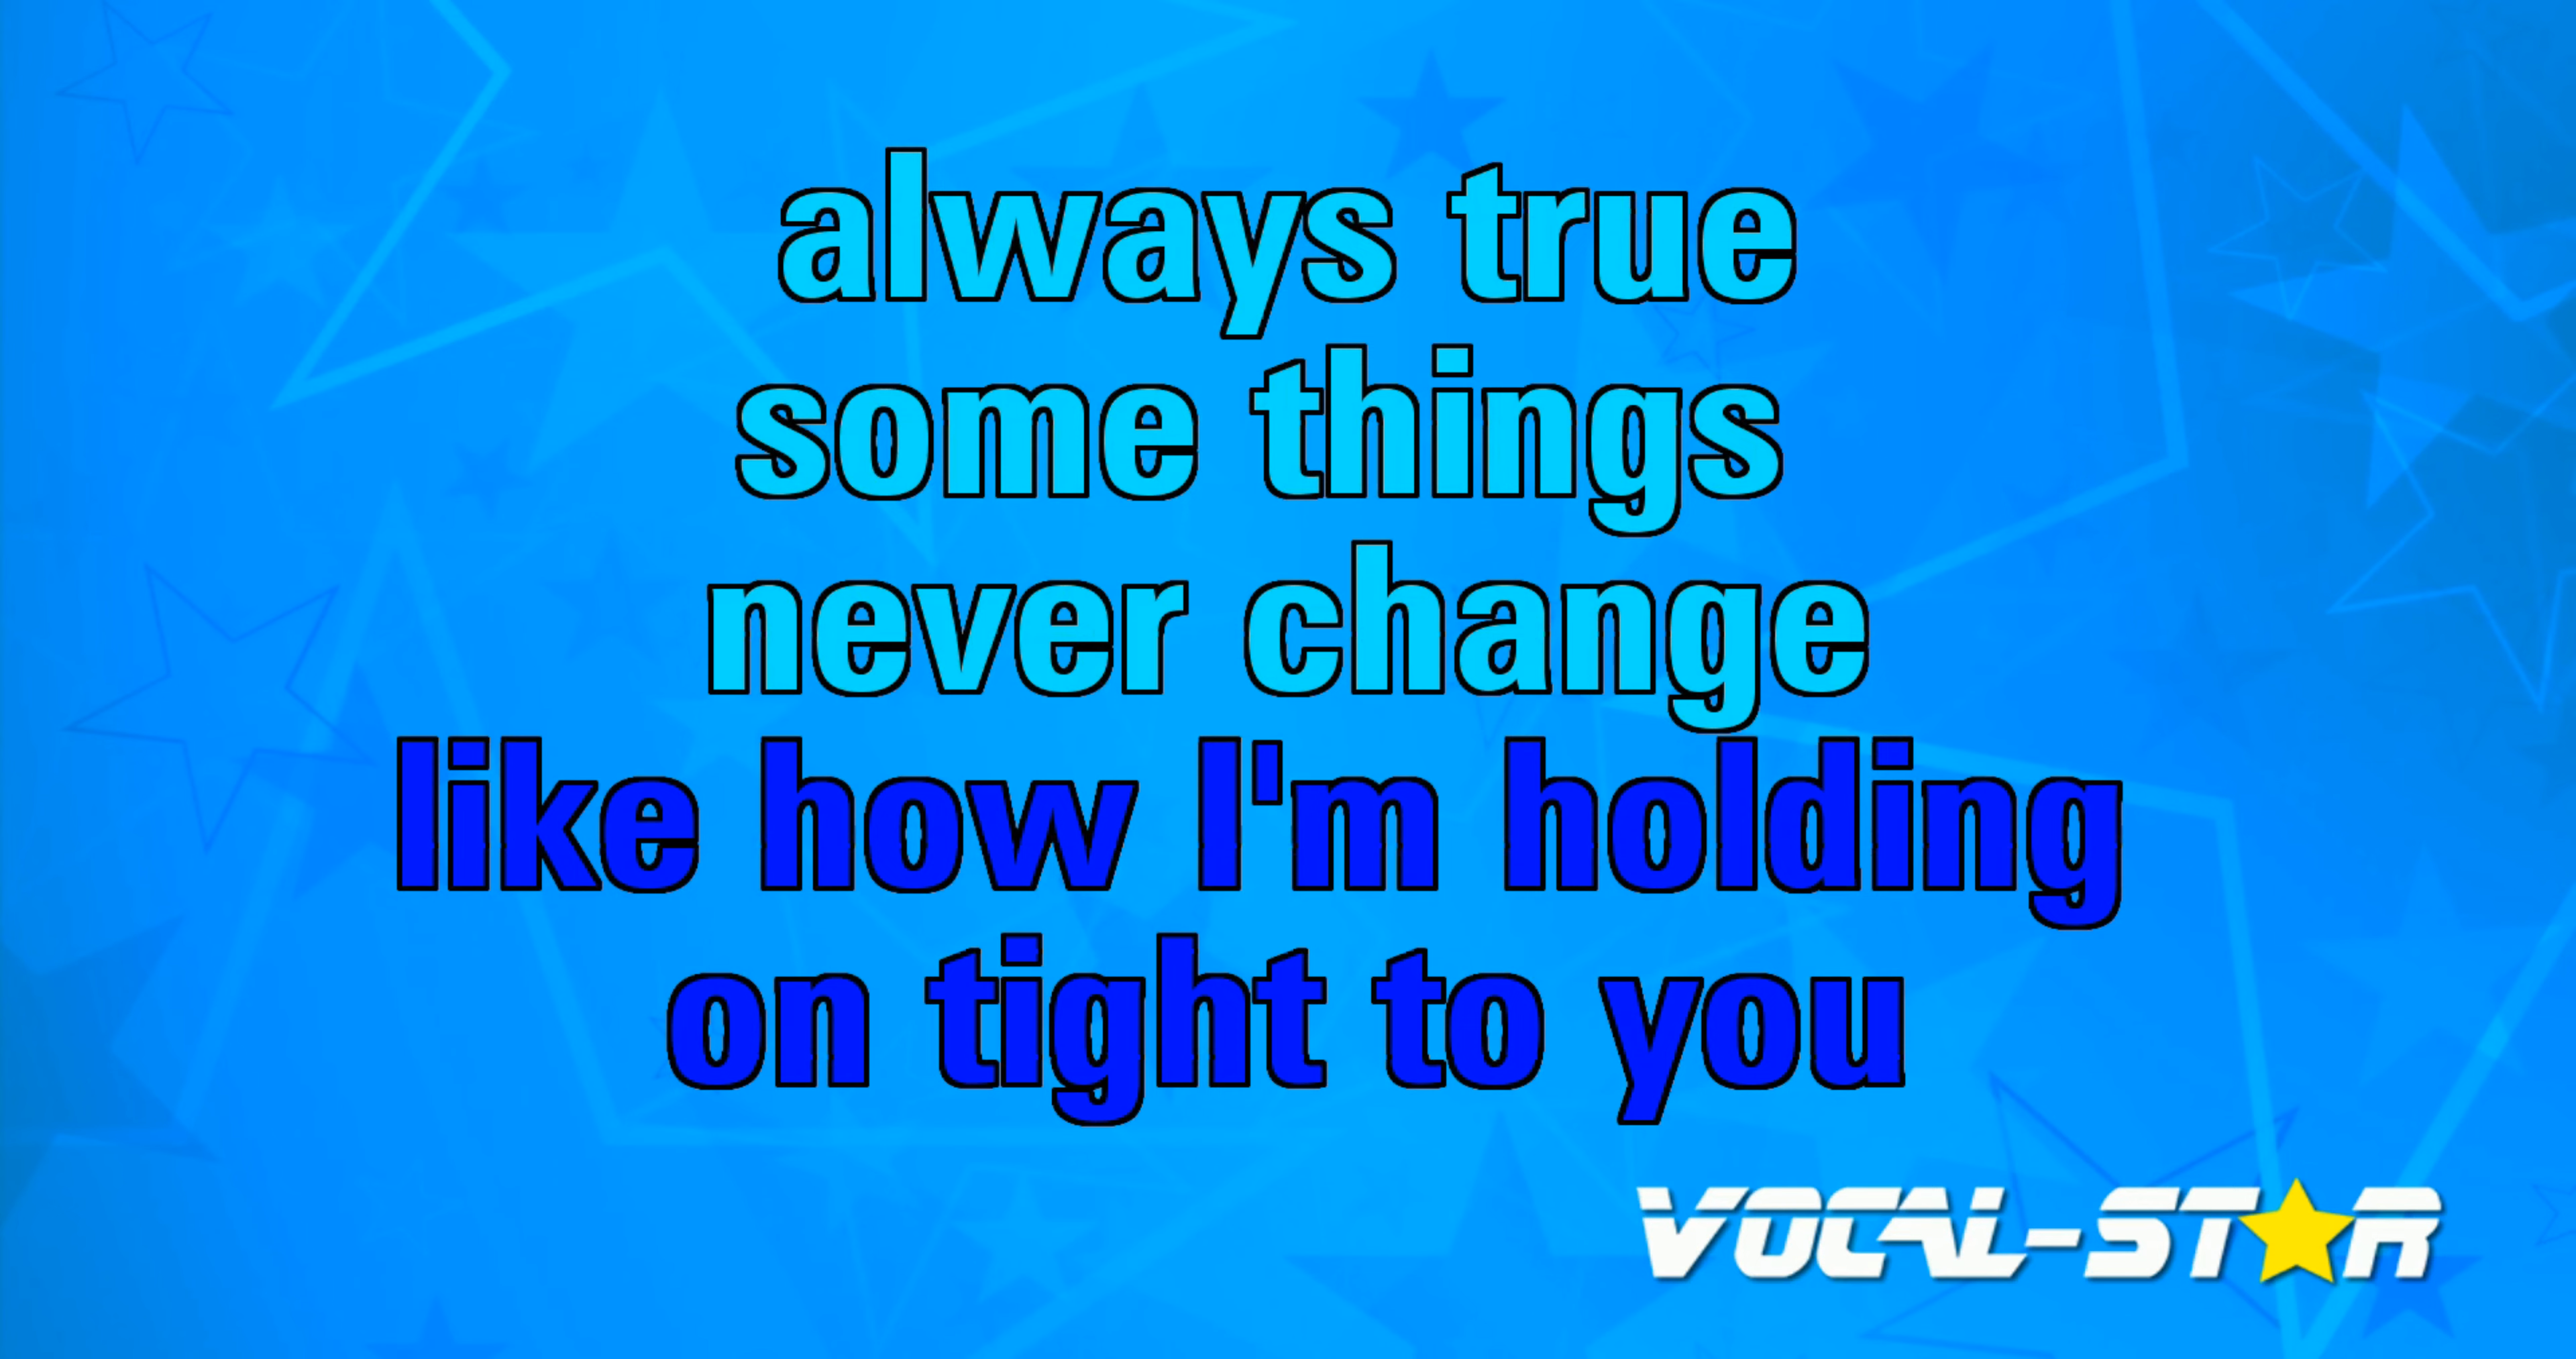 always true
some things
never change
like how I'm holding
on tight to you
VOCAL-STAR